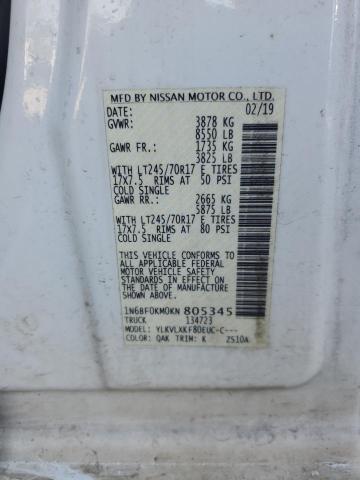 MFD BY NISSAN MOTOR CO., LTD.
DATE: 02/19
GVWR: 3878 KG
8550 LB
GAWR FR.: 1735 KG
3825 LB
WITH LT245/70R17 E TIRES
17X7.5 RIMS AT 50 PSI
COLD SINGLE
GAWR RR.: 2665 KG
5875 LB
WITH LT245/70R17 E TIRES
17X7.5 RIMS AT 80 PSI
COLD SINGLE
THIS VEHICLE CONFORMS TO ALL
APPLICABLE FEDERAL MOTOR
VEHICLE SAFETY STANDARDS IN
EFFECT ON THE DATE OF
MANUFACTURE SHOWN ABOVE.
1N6BF0KM0KN 805345
TRUCK 134723
MODEL: YLKVLXKF80EUC-C---
COLOR: QAK TRIM: K ZS10A